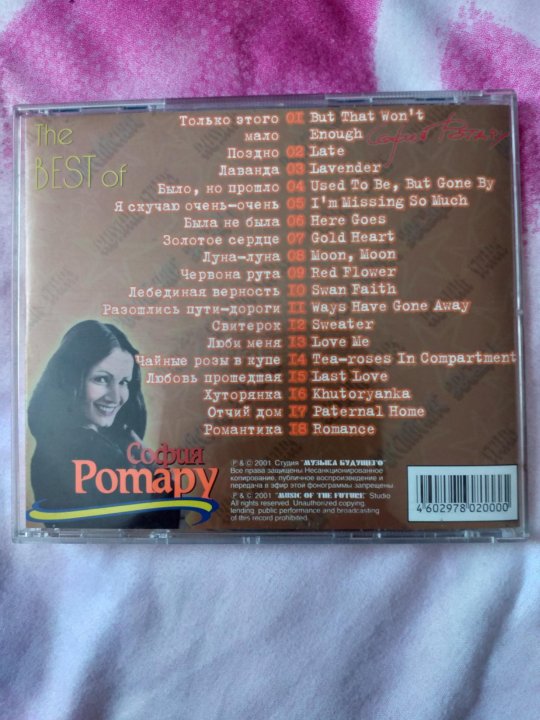 The
BEST of
Только этого 01 But That Won't
мало Enough
София Ротару
Поздно 02 Late
Лаванда 03 Lavender
Было, но прошло 04 Used To Be, But Gone By
Я скучаю очень-очень 05 I'm Missing So Much
Была не была 06 Here Goes
Золотое сердце 07 Gold Heart
Луна-луна 08 Moon, Moon
Червона рута 09 Red Flower
Лебединая верность 10 Swan Faith
Разошлись пути-дороги 11 Ways Have Gone Away
Свитерок 12 Sweater
Люби меня 13 Love Me
Чайные розы в купе 14 Tea-roses In Compartment
Любовь прошедшая 15 Last Love
Хуторянка 16 Khutoryanka
Отчий дом 17 Paternal Home
Романтика 18 Romance
София
Ротару
℗ & © 2001 Студия "МУЗЫКА БУДУЩЕГО"
Все права защищены Несанкционированное
копирование, публичное воспроизведение и
передача в эфир этой фонограммы запрещены.
℗ & © 2001 "MUSIC OF THE FUTURE" Studio
All rights reserved. Unauthorized copying
lending, public performance and broadcasting
of this record prohibited.
4 602978 020000